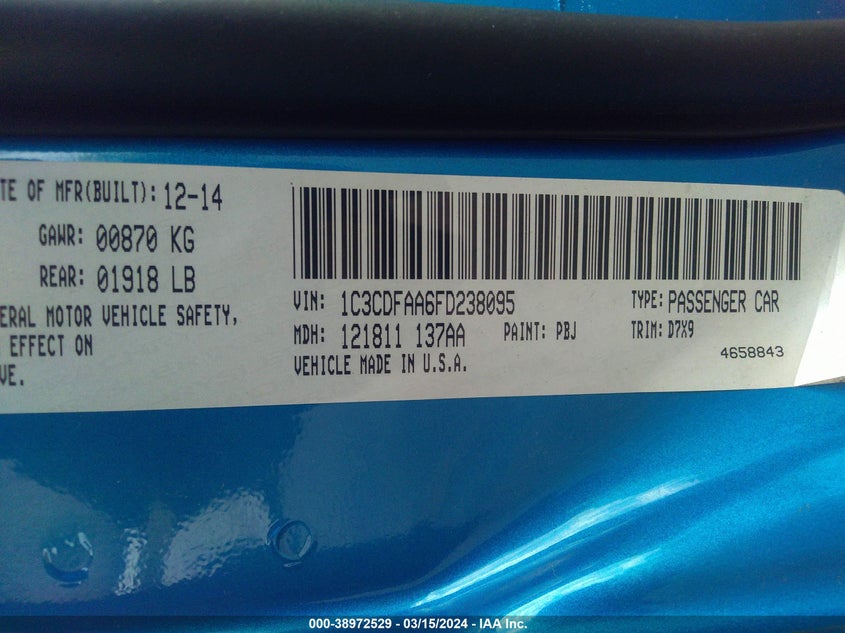 TE OF MFR(BUILT): 12-14
GAWR: 00870 KG
REAR: 01918 LB
ERAL MOTOR VEHICLE SAFETY,
EFFECT ON
VE.
VIN: 1C3CDFAA6FD238095 TYPE: PASSENGER CAR
MDH: 121811 137AA PAINT: PBJ TRIM: D7X9
VEHICLE MADE IN U.S.A.
4658843
000-38972529 - 03/15/2024 - IAA Inc.